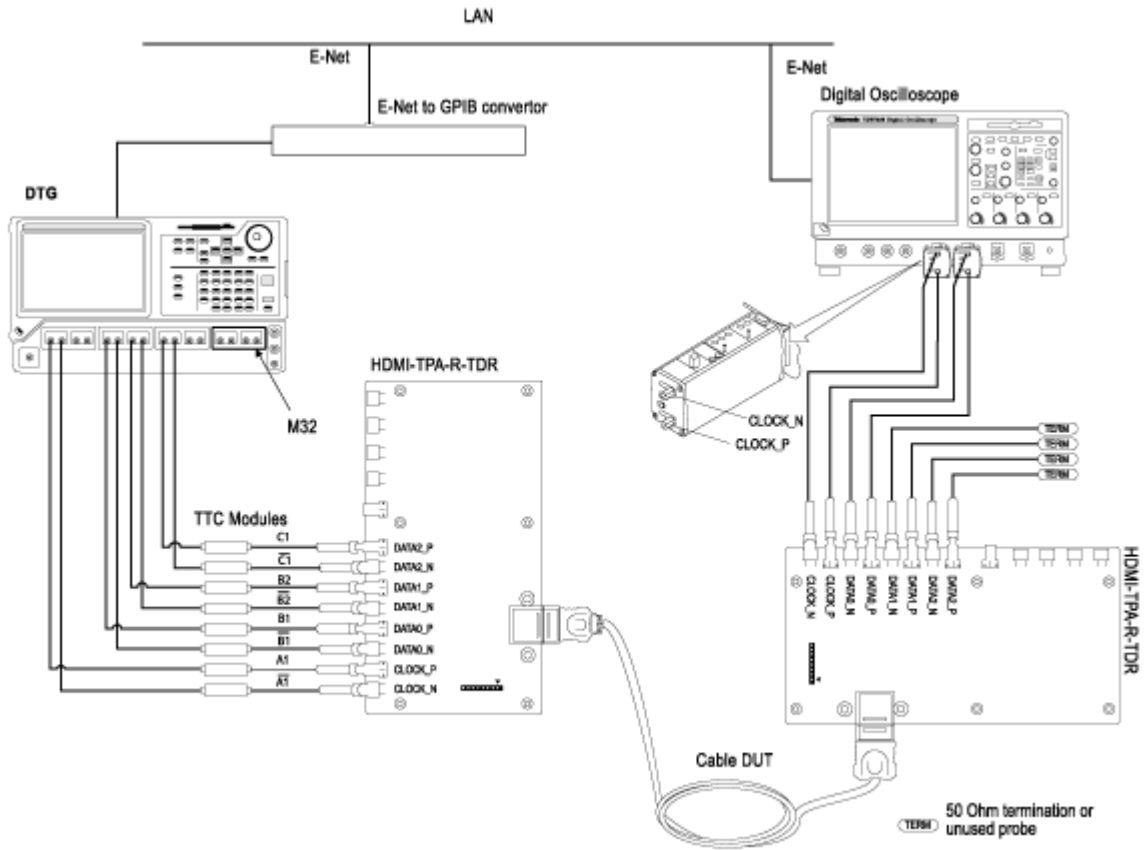 LAN
E-Net
E-Net
E-Net to GPIB convertor
Digital Oscilloscope
Tektronix
Digital Oscilloscope
DTG
M32
HDMI-TPA-R-TDR
CLOCK_N
CLOCK_P
TERM
TERM
TERM
TERM
TTC Modules
C1
C1
B2
B2
B1
B1
A1
A1
DATA2_P
DATA2_N
DATA1_P
DATA1_N
DATA0_P
DATA0_N
CLOCK_P
CLOCK_N
CLOCK_N
CLOCK_P
DATA0_N
DATA0_P
DATA1_N
DATA1_P
DATA2_N
DATA2_P
HDMI-TPA-R-TDR
Cable DUT
TERM
50 Ohm termination or
unused probe